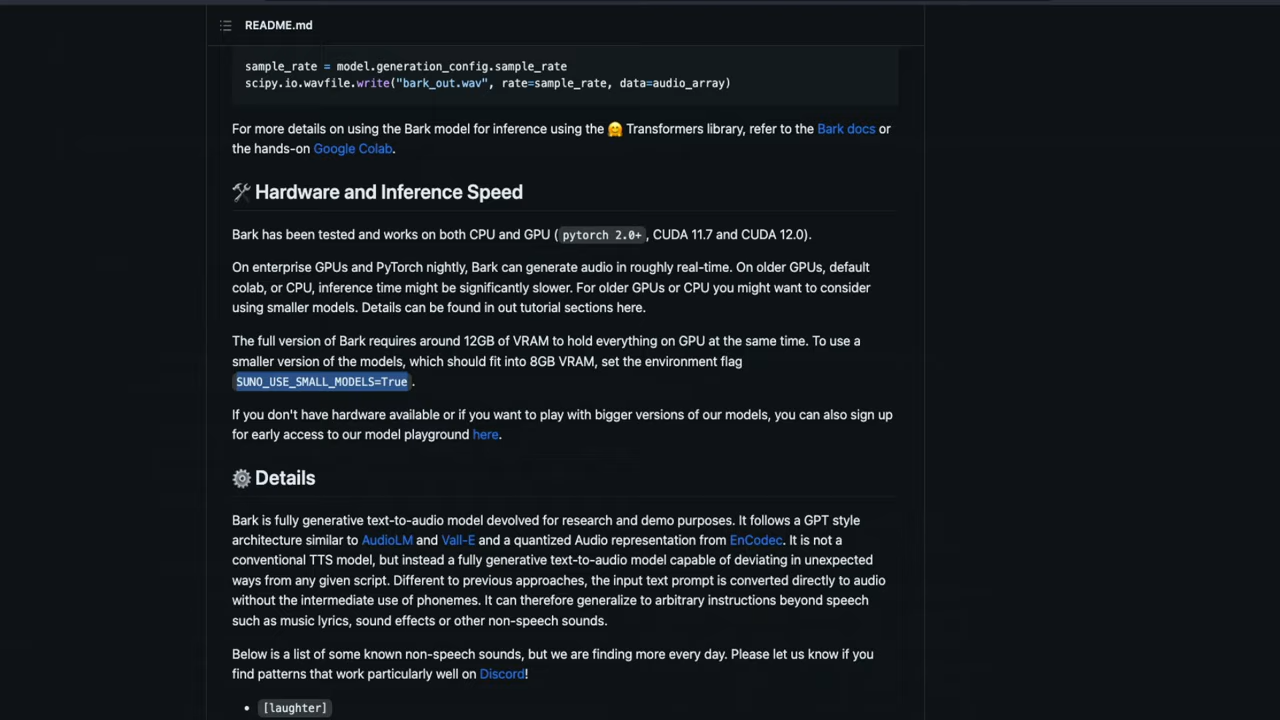 README.md
sample_rate = model.generation_config.sample_rate
scipy.io.wavfile.write("bark_out.wav", rate=sample_rate, data=audio_array)
For more details on using the Bark model for inference using the 🤗 Transformers library, refer to the Bark docs or
the hands-on Google Colab.
🛠️ Hardware and Inference Speed
Bark has been tested and works on both CPU and GPU (pytorch 2.0+, CUDA 11.7 and CUDA 12.0).
On enterprise GPUs and PyTorch nightly, Bark can generate audio in roughly real-time. On older GPUs, default
colab, or CPU, inference time might be significantly slower. For older GPUs or CPU you might want to consider
using smaller models. Details can be found in out tutorial sections here.
The full version of Bark requires around 12GB of VRAM to hold everything on GPU at the same time. To use a
smaller version of the models, which should fit into 8GB VRAM, set the environment flag
SUNO_USE_SMALL_MODELS=True.
If you don't have hardware available or if you want to play with bigger versions of our models, you can also sign up
for early access to our model playground here.
⚙️ Details
Bark is fully generative text-to-audio model devolved for research and demo purposes. It follows a GPT style
architecture similar to AudioLM and Vall-E and a quantized Audio representation from EnCodec. It is not a
conventional TTS model, but instead a fully generative text-to-audio model capable of deviating in unexpected
ways from any given script. Different to previous approaches, the input text prompt is converted directly to audio
without the intermediate use of phonemes. It can therefore generalize to arbitrary instructions beyond speech
such as music lyrics, sound effects or other non-speech sounds.
Below is a list of some known non-speech sounds, but we are finding more every day. Please let us know if you
find patterns that work particularly well on Discord!
• [laughter]